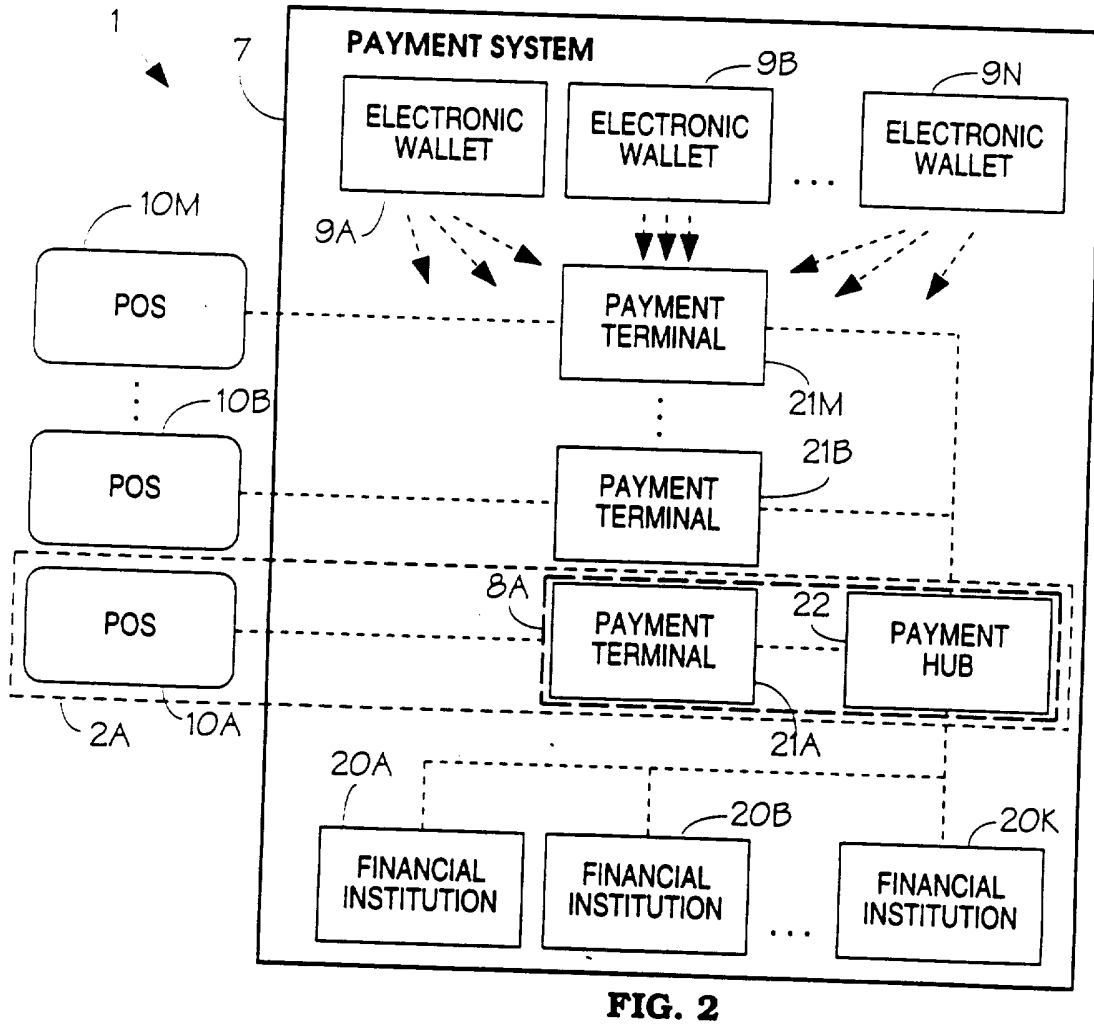 1
7
PAYMENT SYSTEM
9B
9N
ELECTRONIC
WALLET
ELECTRONIC
WALLET
...
ELECTRONIC
WALLET
9A
10M
POS
PAYMENT
TERMINAL
21M
10B
21B
POS
PAYMENT
TERMINAL
8A
22
POS
PAYMENT
TERMINAL
PAYMENT
HUB
2A
10A
21A
20A
20B
20K
FINANCIAL
INSTITUTION
FINANCIAL
INSTITUTION
...
FINANCIAL
INSTITUTION
FIG. 2